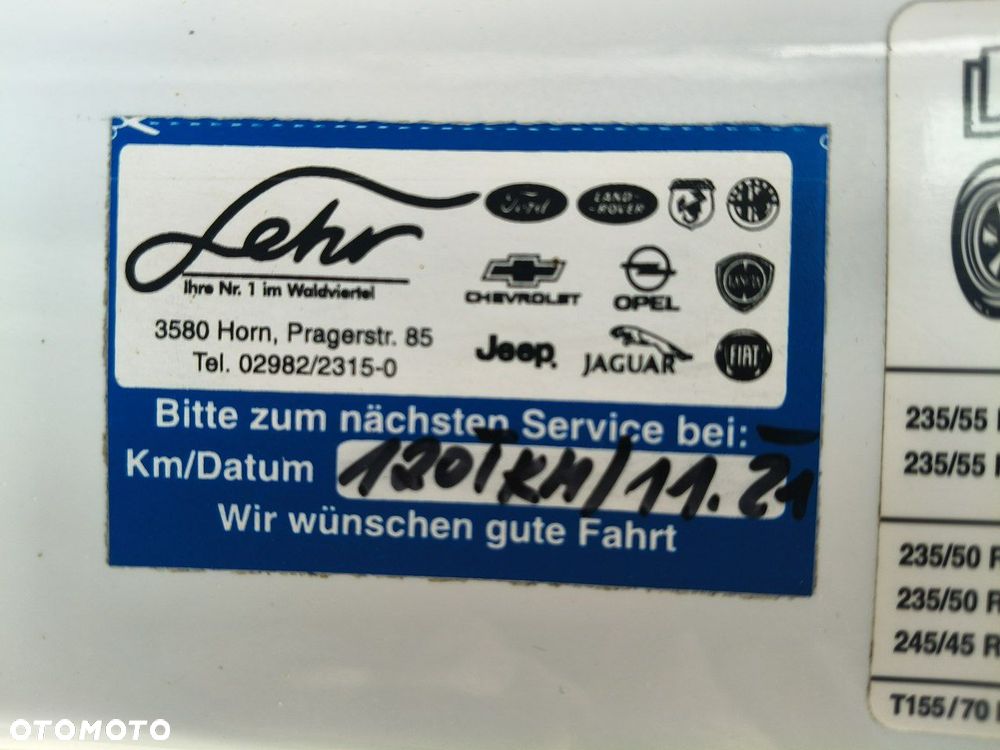 Lehr
Ihre Nr. 1 im Waldviertel
3580 Horn, Pragerstr. 85
Tel. 02982/2315-0
Ford LAND-ROVER
CHEVROLET OPEL LANCIA
Jeep. JAGUAR FIAT
Bitte zum nächsten Service bei:
Km/Datum 120TKM/11.21
Wir wünschen gute Fahrt
235/55
235/55
235/50 R
235/50 R
245/45 R
T155/70
OTOMOTO